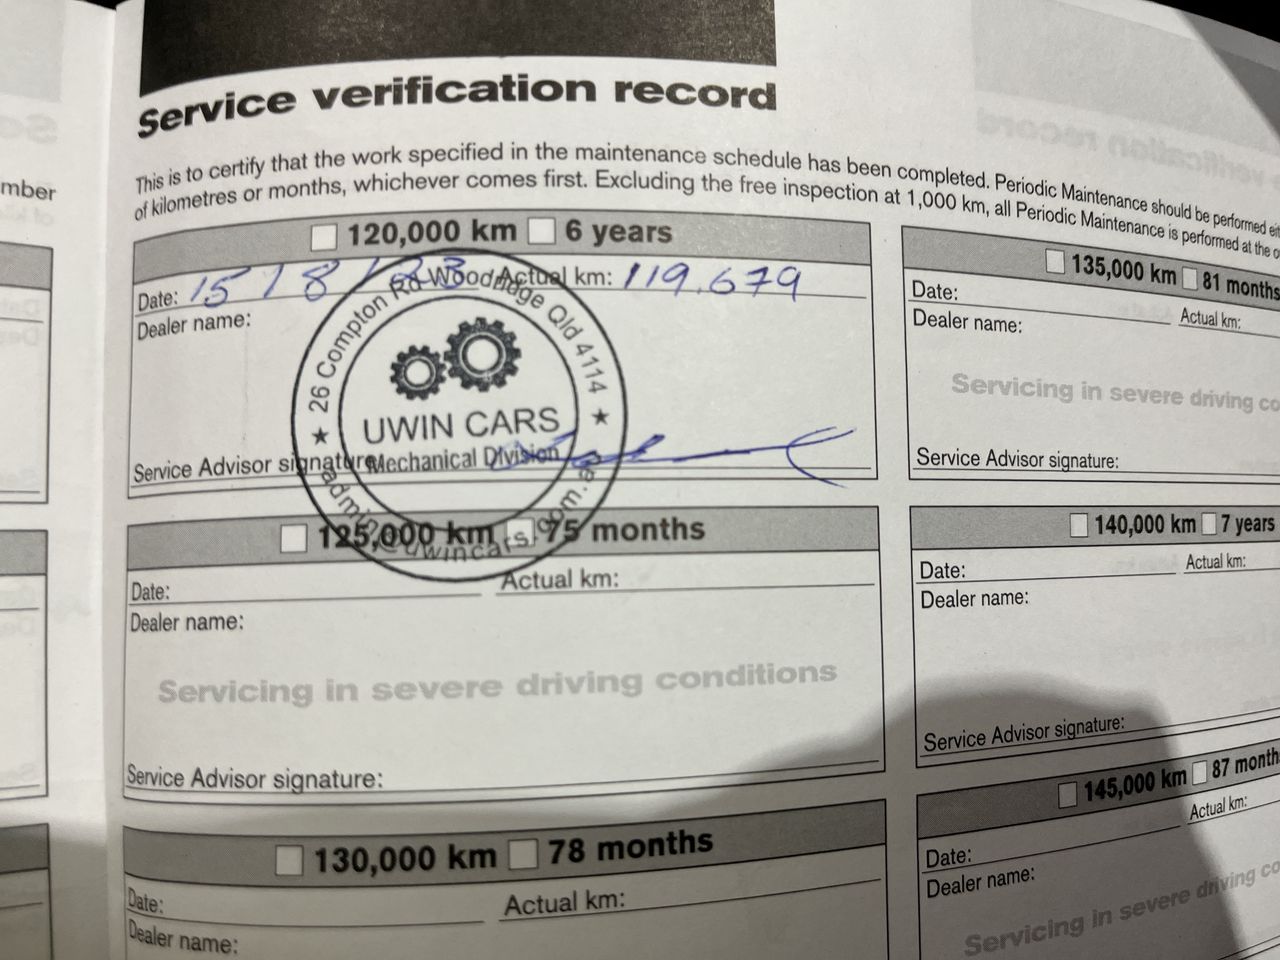 mber
Service verification record
This is to certify that the work specified in the maintenance schedule has been completed. Periodic Maintenance should be performed
of kilometres or months, whichever comes first. Excluding the free inspection at 1,000 km, all Periodic Maintenance is performed at the
120,000 km 6 years
Date: 15/8/23 Actual km: 119.679
Dealer name:
26 Compton Rd Woodridge Qld 4114
UWIN CARS
Mechanical Division
admin@uwincars.com.au
Service Advisor signature:
125,000 km 75 months
Date: Actual km:
Dealer name:
Servicing in severe driving conditions
Service Advisor signature:
130,000 km 78 months
Date: Actual km:
Dealer name:
135,000 km 81 months
Date: Actual km:
Dealer name:
Servicing in severe driving co
Service Advisor signature:
140,000 km 7 years
Date: Actual km:
Dealer name:
Service Advisor signature:
145,000 km 87 month
Date: Actual km:
Dealer name:
Servicing in severe driving co